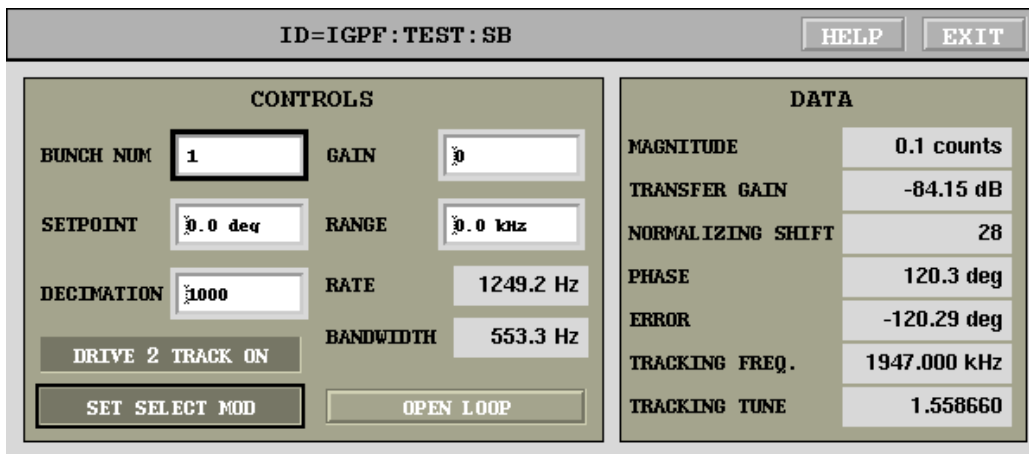 ID=IGPF:TEST:SB
HELP
EXIT
CONTROLS
BUNCH NUM 1 GAIN 0
SETPOINT 0.0 deg RANGE 0.0 kHz
DECIMATION 1000 RATE 1249.2 Hz
BANDWIDTH 553.3 Hz
DRIVE 2 TRACK ON
SET SELECT MOD OPEN LOOP
DATA
MAGNITUDE 0.1 counts
TRANSFER GAIN -84.15 dB
NORMALIZING SHIFT 28
PHASE 120.3 deg
ERROR -120.29 deg
TRACKING FREQ. 1947.000 kHz
TRACKING TUNE 1.558660